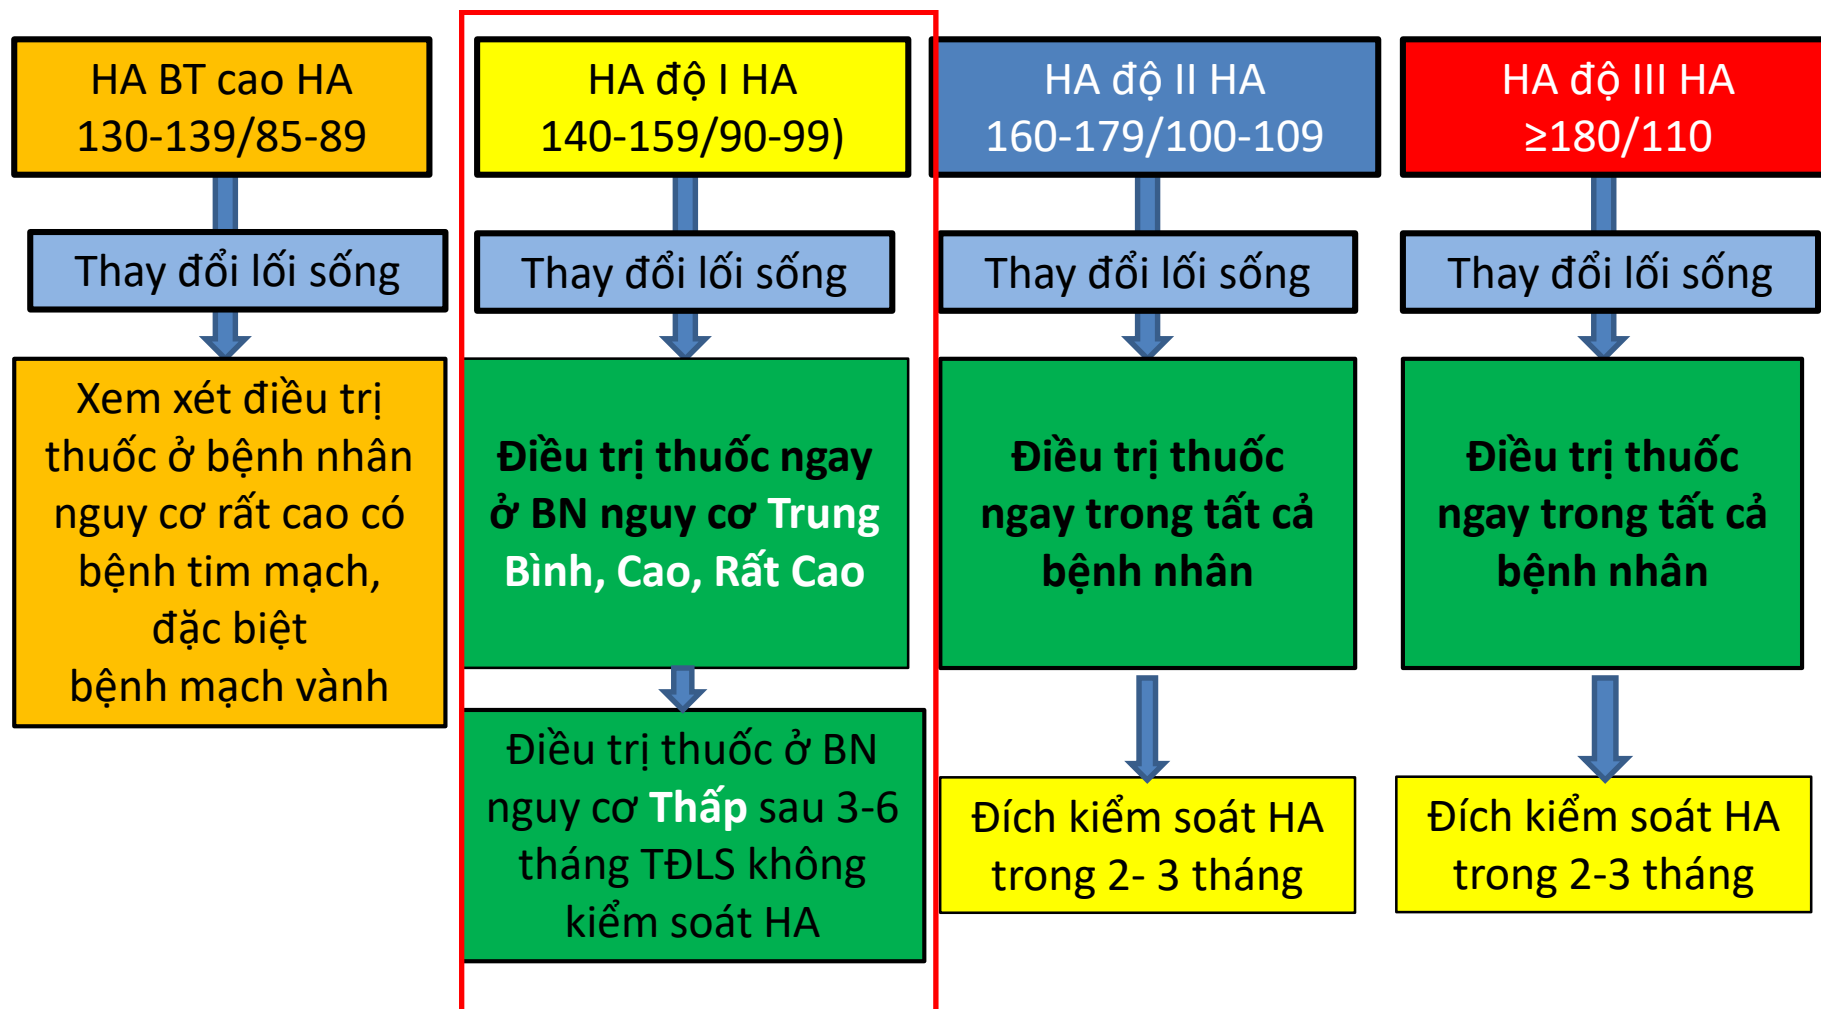 HA BT cao HA
130-139/85-89
Thay đổi lối sống
Xem xét điều trị
thuốc ở bệnh nhân
nguy cơ rất cao có
bệnh tim mạch,
đặc biệt
bệnh mạch vành
HA độ I HA
140-159/90-99)
Thay đổi lối sống
Điều trị thuốc ngay
ở BN nguy cơ Trung
Bình, Cao, Rất Cao
Điều trị thuốc ở BN
nguy cơ Thấp sau 3-6
tháng TĐLS không
kiểm soát HA
HA độ II HA
160-179/100-109
Thay đổi lối sống
Điều trị thuốc
ngay trong tất cả
bệnh nhân
Đích kiểm soát HA
trong 2- 3 tháng
HA độ III HA
≥180/110
Thay đổi lối sống
Điều trị thuốc
ngay trong tất cả
bệnh nhân
Đích kiểm soát HA
trong 2-3 tháng